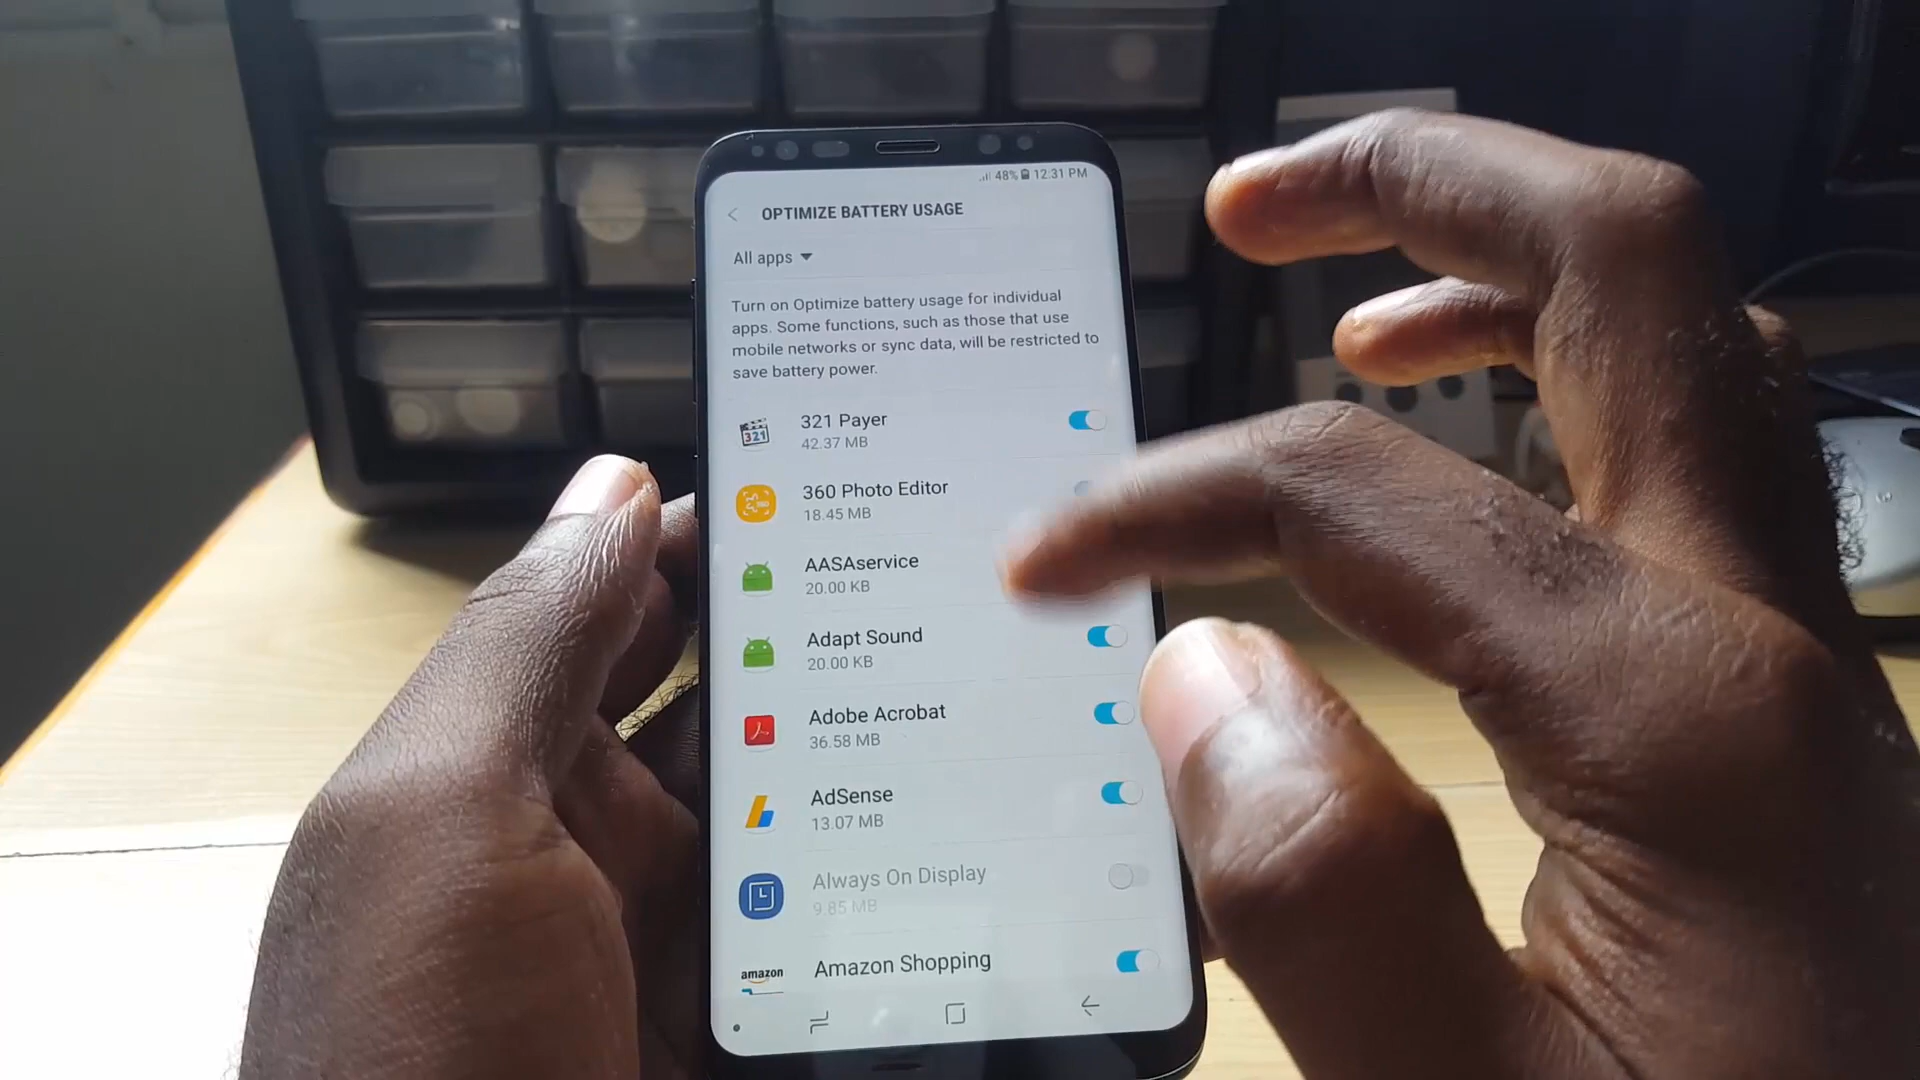 48% 12:31 PM
OPTIMIZE BATTERY USAGE
All apps
Turn on Optimize battery usage for individual
apps. Some functions, such as those that use
mobile networks or sync data, will be restricted to
save battery power.
321
321 Payer
42.37 MB
360 Photo Editor
18.45 MB
AASAservice
20.00 KB
Adapt Sound
20.00 KB
Adobe Acrobat
36.58 MB
AdSense
13.07 MB
Always On Display
9.85 MB
amazon
Amazon Shopping